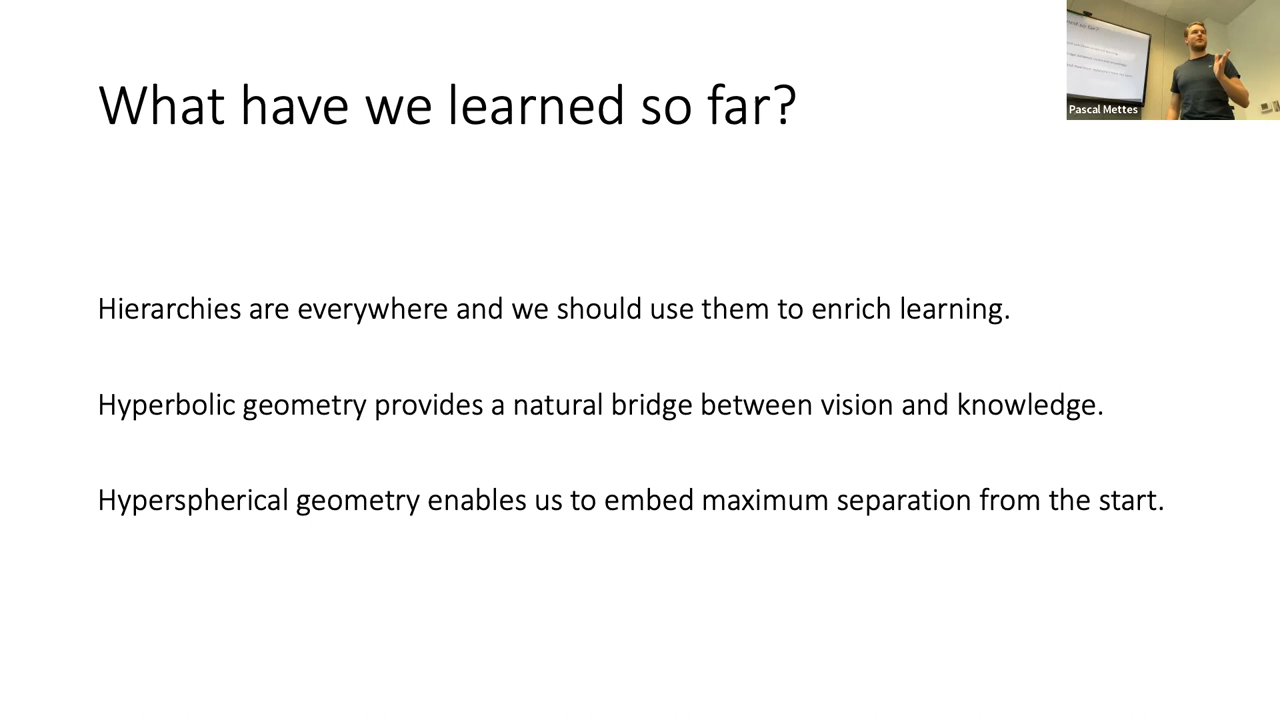 What have we learned so far?
Pascal Mettes
Hierarchies are everywhere and we should use them to enrich learning.
Hyperbolic geometry provides a natural bridge between vision and knowledge.
Hyperspherical geometry enables us to embed maximum separation from the start.